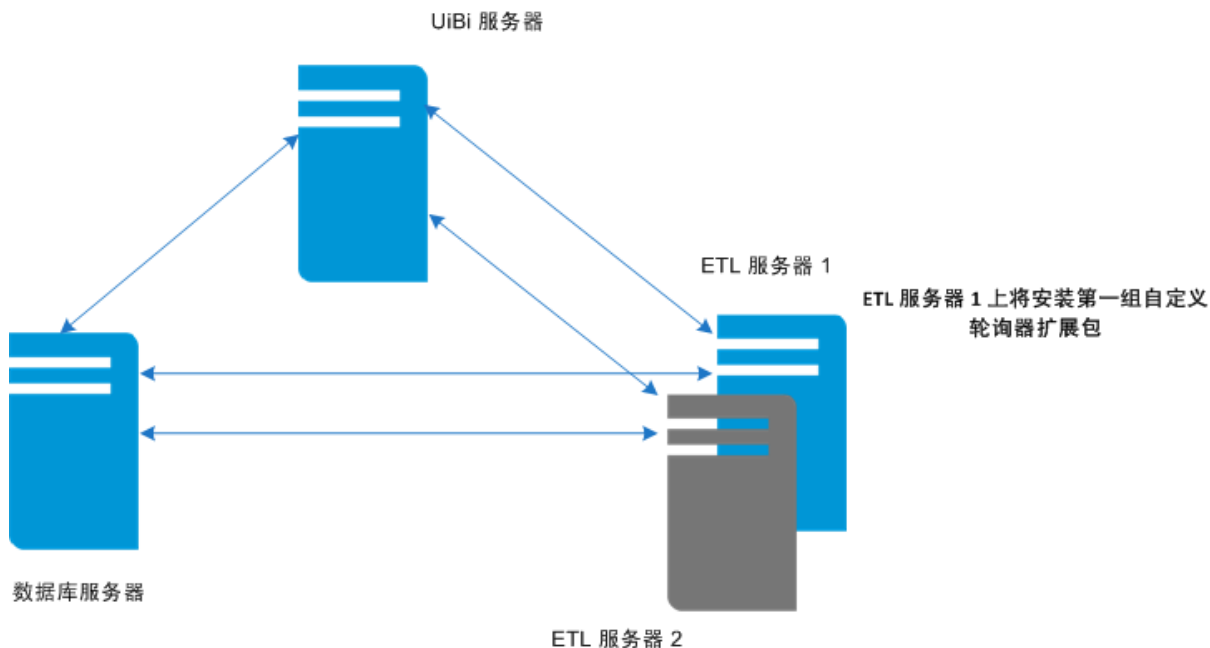 UiBi 服务器
ETL 服务器 1
ETL 服务器 1 上将安装第一组自定义
轮询器扩展包
数据库服务器
ETL 服务器 2